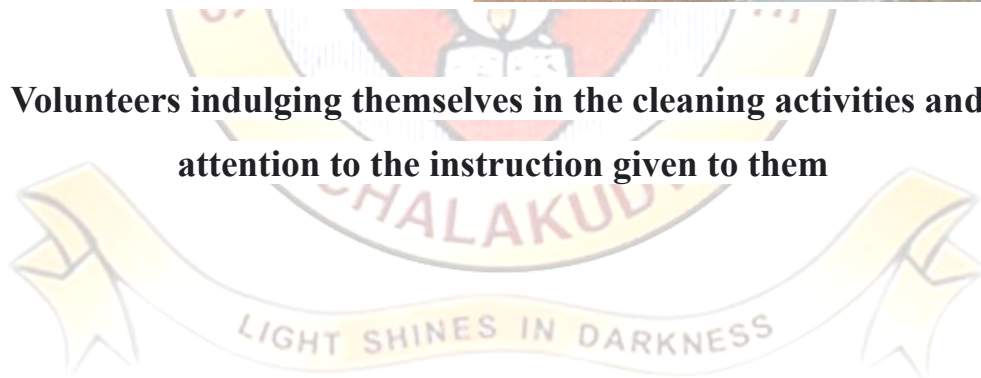 Volunteers indulging themselves in the cleaning activities and
attention to the instruction given to them
CHALAKUDY
LIGHT SHINES IN DARKNESS